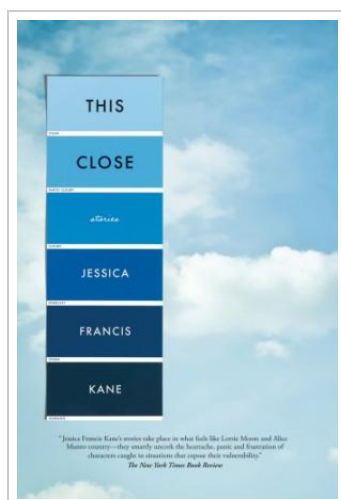 THIS
CLOSE
stories
JESSICA
FRANCIS
KANE
"Jessica Francis Kane's stories take place in what feels like Lorrie Moore and Alice
Munro country—they smartly uncork the heartache, panic and frustration of
characters caught in situations that expose their vulnerability."
The New York Times Book Review